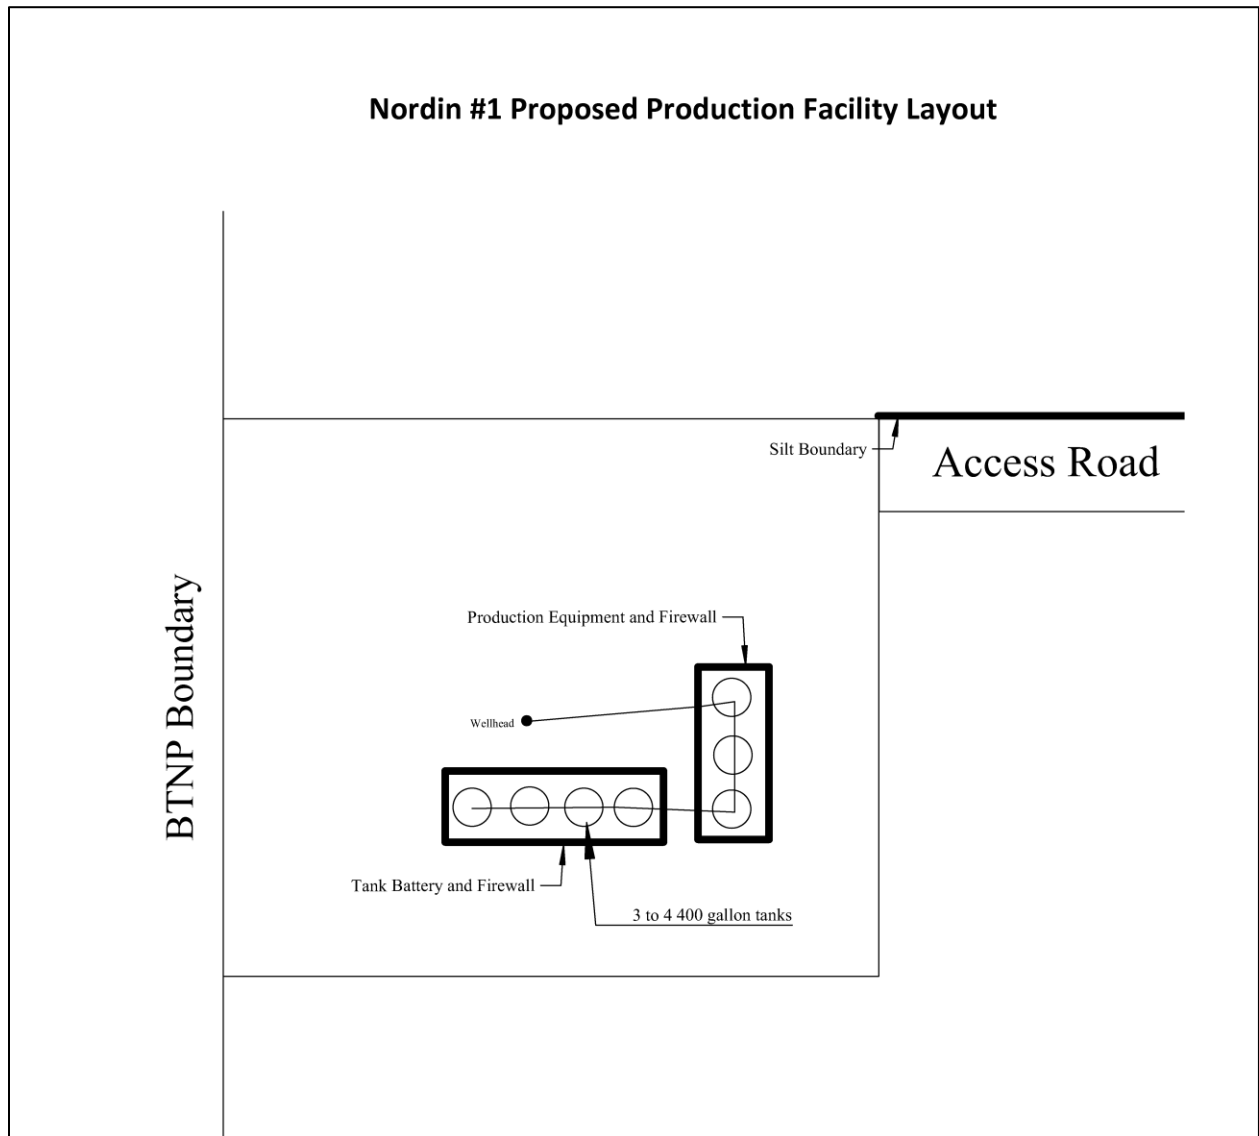 Nordin #1 Proposed Production Facility Layout
Silt Boundary
Access Road
Production Equipment and Firewall
BTNP Boundary
Wellhead
Tank Battery and Firewall
3 to 4 400 gallon tanks